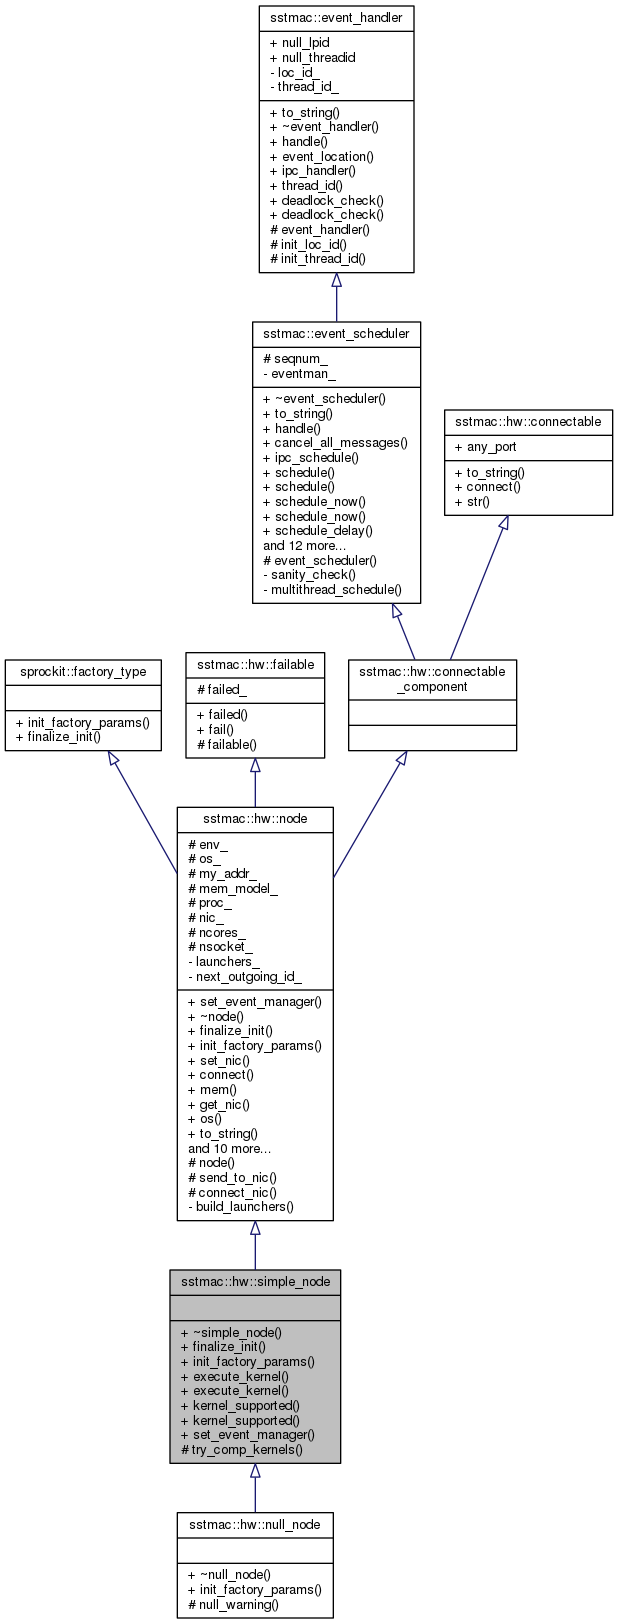 sstmac::event_handler
+ null_lpid
+ null_threadid
- loc_id_
- thread_id_
+ to_string()
+ ~event_handler()
+ handle()
+ event_location()
+ ipc_handler()
+ thread_id()
+ deadlock_check()
+ deadlock_check()
# event_handler()
# init_loc_id()
# init_thread_id()
sstmac::event_scheduler
# seqnum_
- eventman_
+ ~event_scheduler()
+ to_string()
+ handle()
+ cancel_all_messages()
+ ipc_schedule()
+ schedule()
+ schedule()
+ schedule_now()
+ schedule_now()
+ schedule_delay()
and 12 more...
# event_scheduler()
- sanity_check()
- multithread_schedule()
sstmac::hw::connectable
+ any_port
+ to_string()
+ connect()
+ str()
sprockit::factory_type
+ init_factory_params()
+ finalize_init()
sstmac::hw::failable
# failed_
+ failed()
+ fail()
# failable()
sstmac::hw::connectable
_component
sstmac::hw::node
# env_
# os_
# my_addr_
# mem_model_
# proc_
# nic_
# ncores_
# nsocket_
- launchers_
- next_outgoing_id_
+ set_event_manager()
+ ~node()
+ finalize_init()
+ init_factory_params()
+ set_nic()
+ connect()
+ mem()
+ get_nic()
+ os()
+ to_string()
and 10 more...
# node()
# send_to_nic()
# connect_nic()
- build_launchers()
sstmac::hw::simple_node
+ ~simple_node()
+ finalize_init()
+ init_factory_params()
+ execute_kernel()
+ execute_kernel()
+ kernel_supported()
+ kernel_supported()
+ set_event_manager()
# try_comp_kernels()
sstmac::hw::null_node
+ ~null_node()
+ init_factory_params()
# null_warning()